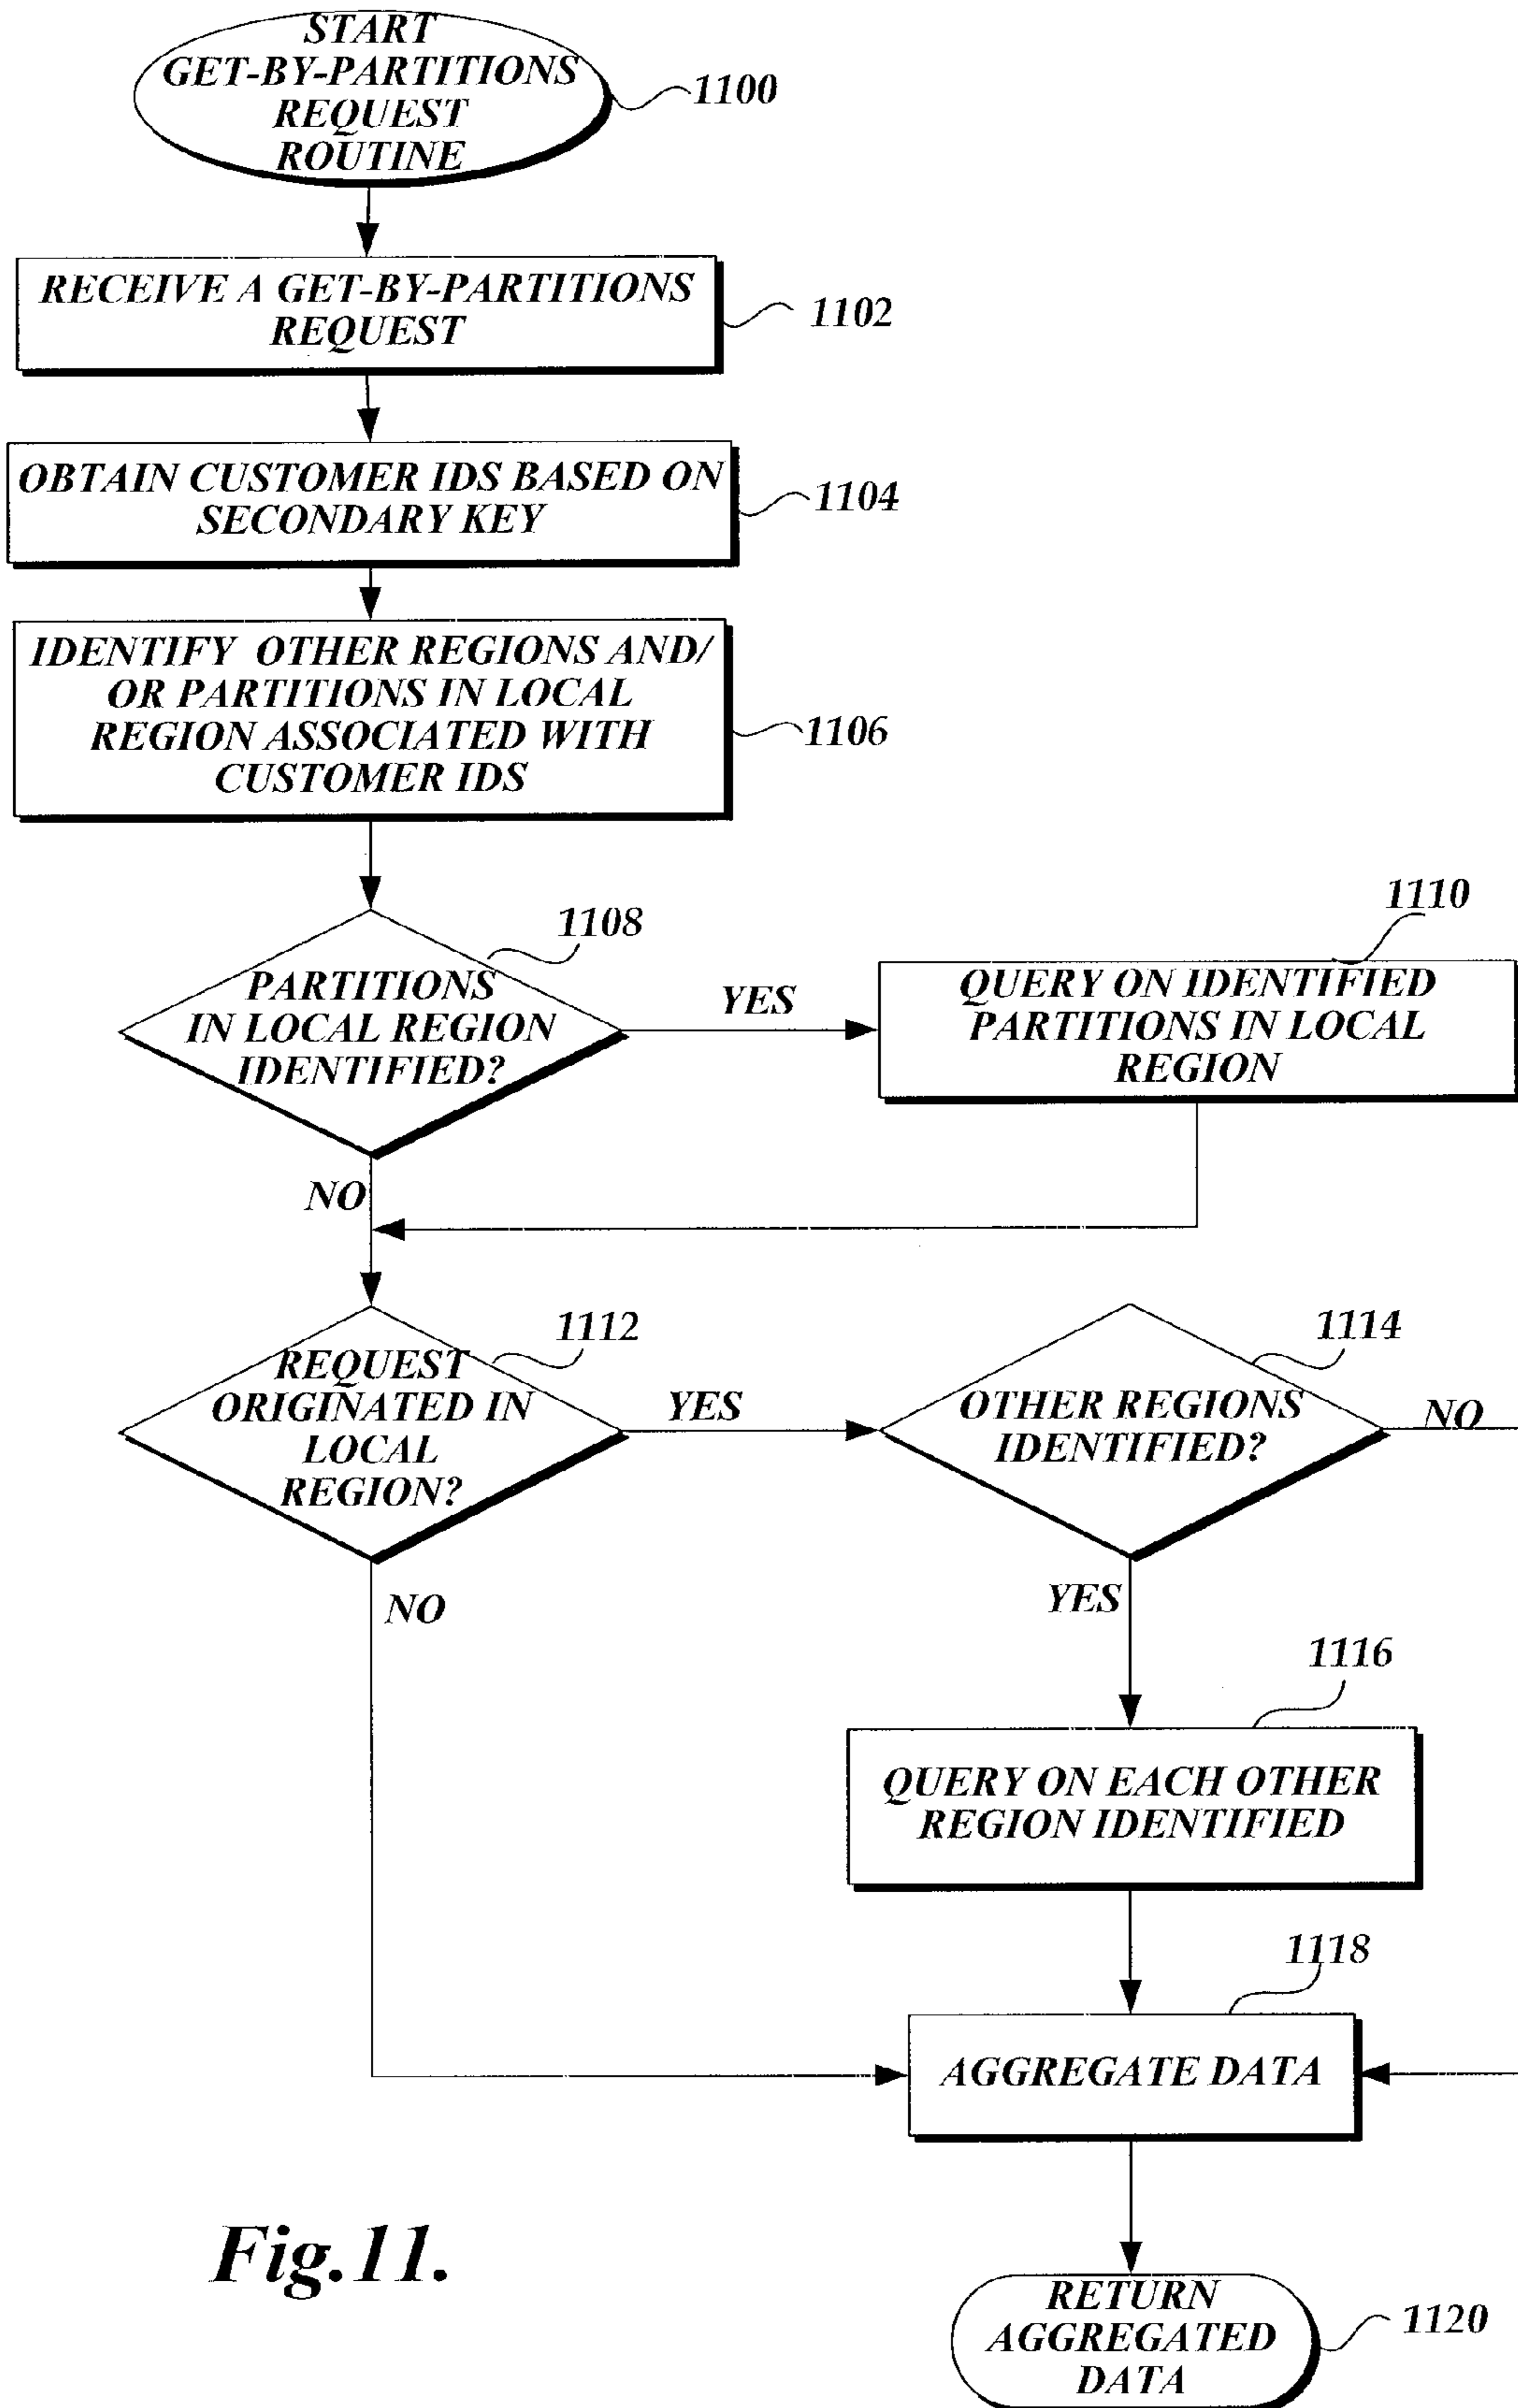 START
GET-BY-PARTITIONS
REQUEST
ROUTINE
1100
RECEIVE A GET-BY-PARTITIONS
REQUEST
1102
OBTAIN CUSTOMER IDS BASED ON
SECONDARY KEY
1104
IDENTIFY OTHER REGIONS AND/
OR PARTITIONS IN LOCAL
REGION ASSOCIATED WITH
CUSTOMER IDS
1106
PARTITIONS
IN LOCAL REGION
IDENTIFIED?
1108
YES
1110
QUERY ON IDENTIFIED
PARTITIONS IN LOCAL
REGION
NO
REQUEST
ORIGINATED IN
LOCAL
REGION?
1112
YES
OTHER REGIONS
IDENTIFIED?
1114
NO
NO
YES
1116
QUERY ON EACH OTHER
REGION IDENTIFIED
1118
AGGREGATE DATA
RETURN
AGGREGATED
DATA
1120
Fig.11.